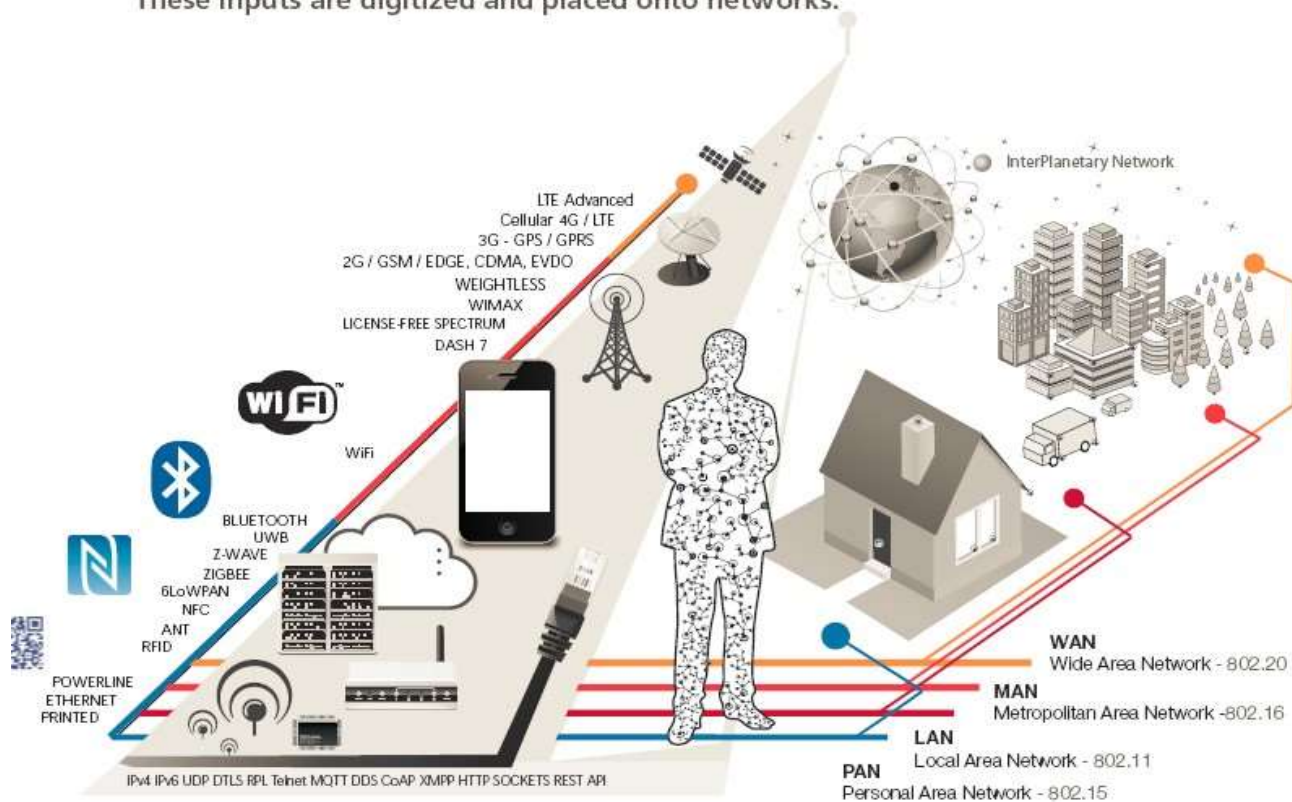 These inputs are digitized and placed onto networks.
InterPlanetary Network
LTE Advanced
Cellular 4G / LTE
3G - GPS / GPRS
2G / GSM / EDGE, CDMA, EVDO
WEIGHTLESS
WIMAX
LICENSE-FREE SPECTRUM
DASH 7
WiFi™
WiFi
BLUETOOTH
UWB
Z-WAVE
ZIGBEE
6LoWPAN
NFC
ANT
RFID
POWERLINE
ETHERNET
PRINTED
WAN
Wide Area Network - 802.20
MAN
Metropolitan Area Network -802.16
LAN
Local Area Network - 802.11
PAN
Personal Area Network - 802.15
IPv4 IPv6 UDP DTLS RPL Telnet MQTT DDS CoAP XMPP HTTP SOCKETS REST API